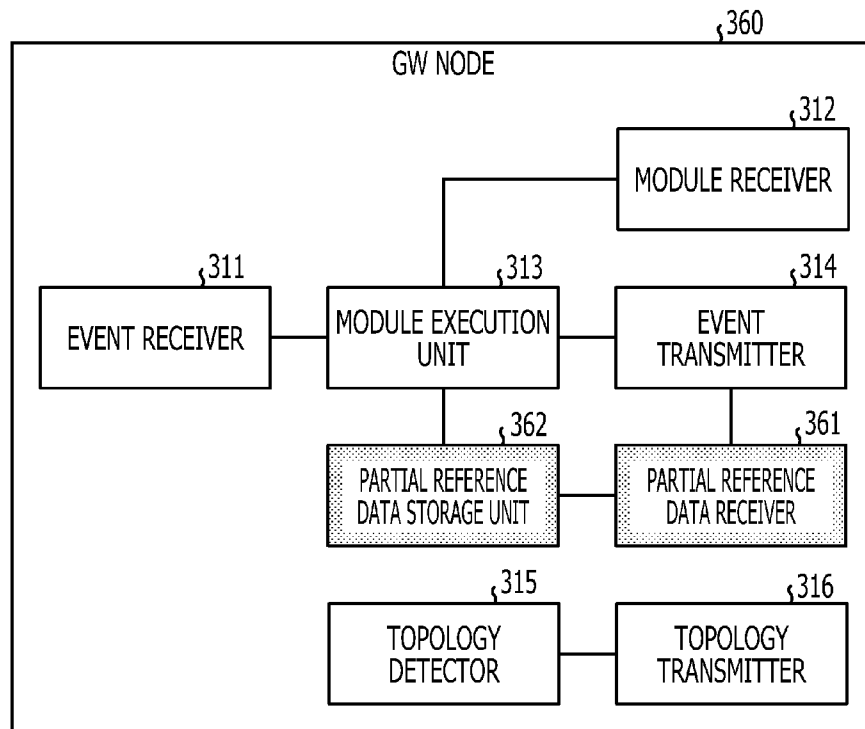 360
GW NODE
312
MODULE RECEIVER
311
EVENT RECEIVER
313
MODULE EXECUTION
UNIT
314
EVENT
TRANSMITTER
362
PARTIAL REFERENCE
DATA STORAGE UNIT
361
PARTIAL REFERENCE
DATA RECEIVER
315
TOPOLOGY
DETECTOR
316
TOPOLOGY
TRANSMITTER